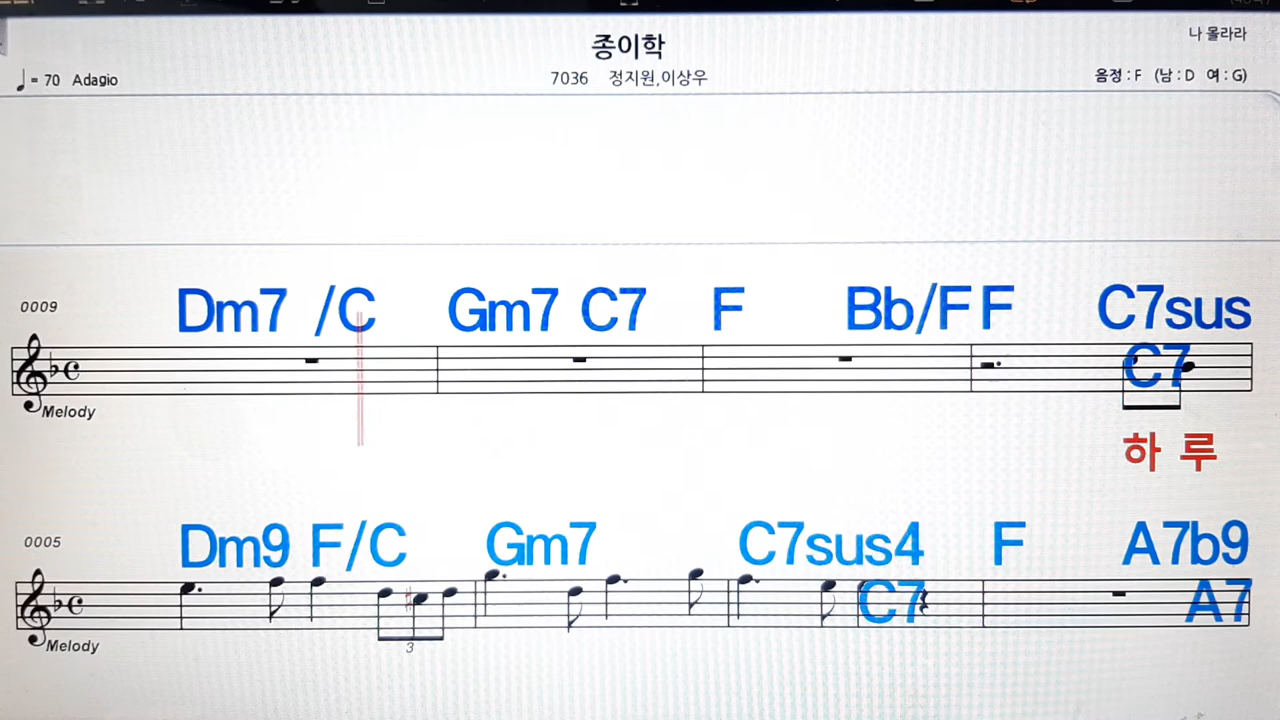 종이학
나 몰라라
♩ = 70 Adagio
7036 정지원,이상우
음정 : F (남 : D 여 : G)
0009
Dm7 /C Gm7 C7 F Bb/F F C7sus
C7
Melody
하 루
0005
Dm9 F/C Gm7 C7sus4 F A7b9
C7 A7
Melody
3